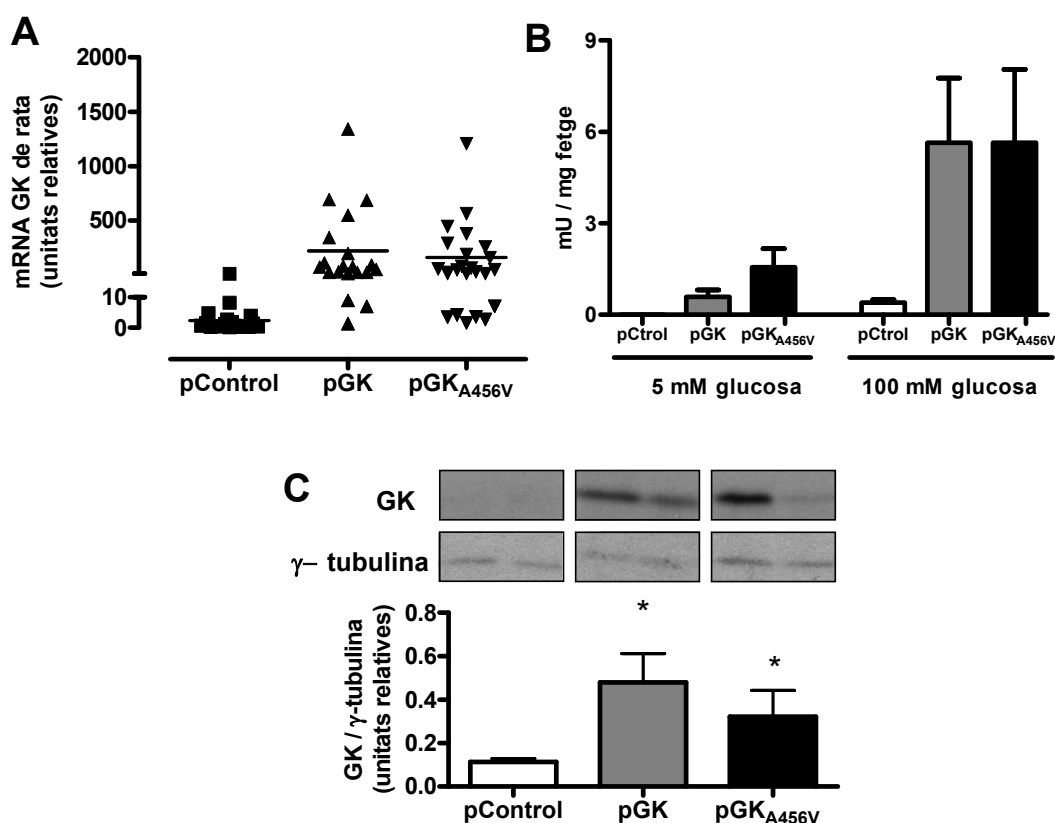 A
mRNA GK de rata
(unitats relatives)
2000
1500
1000
500
10
0
pControl
pGK
pGKA456V
B
mU / mg fetge
9
6
3
0
pCtrol
pGK
pGKA456V
pCtrol
pGK
pGKA456V
5 mM glucosa
100 mM glucosa
C
GK
γ– tubulina
GK / γ-tubulina
(unitats relatives)
0.8
0.6
0.4
0.2
0.0
*
*
pControl
pGK
pGKA456V